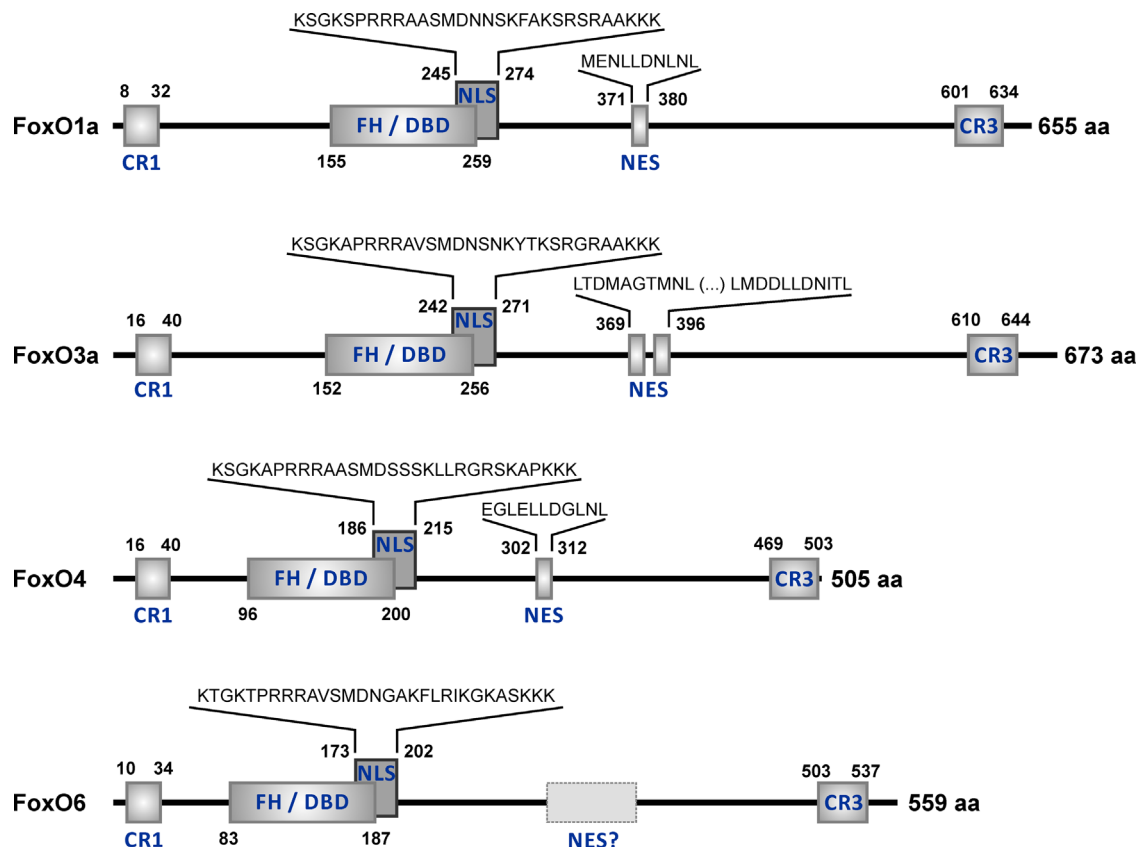 KSGKSPRRRAASMDNNSKFAKSRSRAAKKK
MENLLDNLNL
245 274
8 32 NLS 371 380 601 634
FoxO1a FH / DBD CR3 655 aa
CR1 155 259 NES
KSGKAPRRRAVSMDNSNKYTKSRGRAAKKK
LTDMAGTMNL (...) LMDDLLDNITL
242 271
16 40 NLS 369 396 610 644
FoxO3a FH / DBD CR3 673 aa
CR1 152 256 NES
KSGKAPRRRAASMDSSSKLLRGRSKAPKKK
EGLELLDGLNL
186 215
16 40 NLS 302 312 469 503
FoxO4 FH / DBD CR3 505 aa
CR1 96 200 NES
KTGKTPRRRAVSMDNGAKFLRIKGKASKKK
173 202
10 34 NLS 503 537
FoxO6 FH / DBD CR3 559 aa
CR1 83 187 NES?